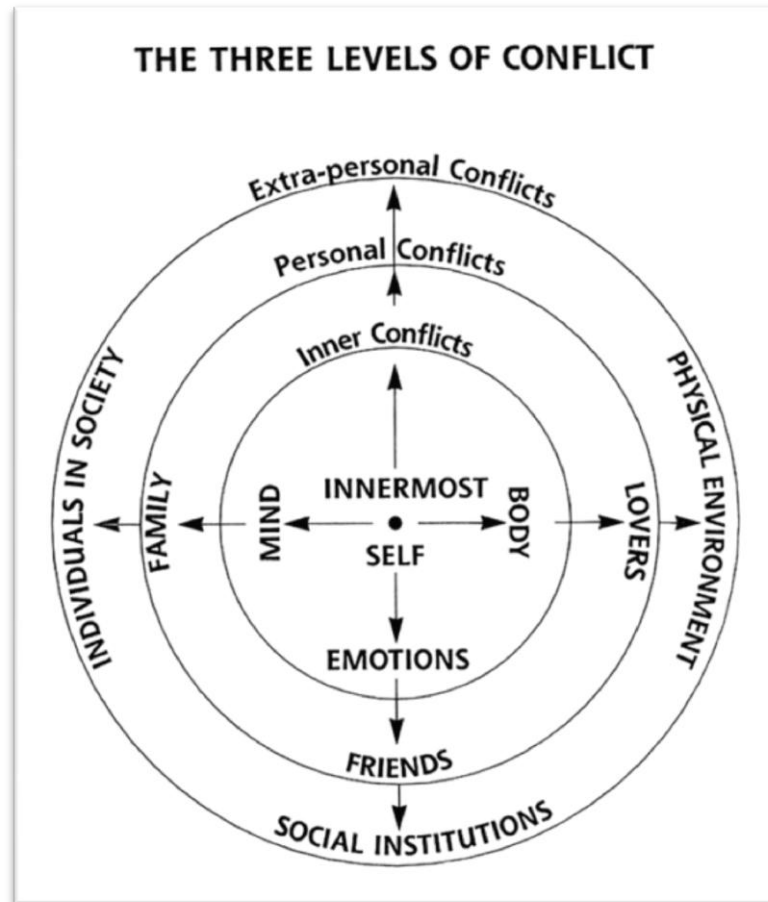 THE THREE LEVELS OF CONFLICT
Extra-personal Conflicts
Personal Conflicts
Inner Conflicts
INDIVIDUALS IN SOCIETY
FAMILY
MIND
INNERMOST
SELF
BODY
LOVERS
PHYSICAL ENVIRONMENT
EMOTIONS
FRIENDS
SOCIAL INSTITUTIONS